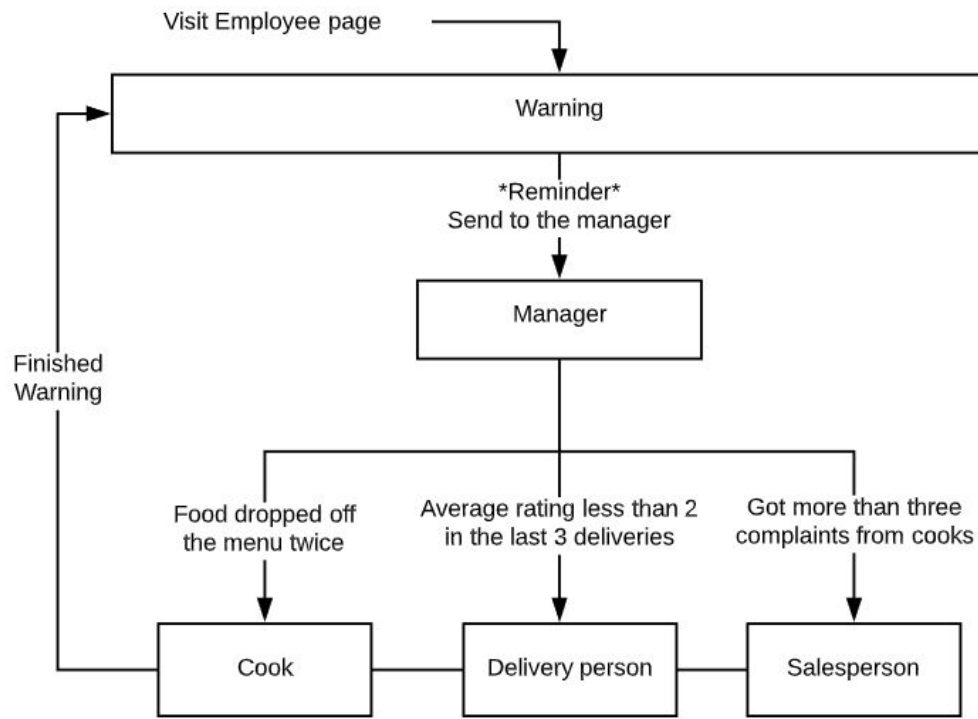 Visit Employee page
Warning
*Reminder*
Send to the manager
Manager
Finished
Warning
Food dropped off
the menu twice
Average rating less than 2
in the last 3 deliveries
Got more than three
complaints from cooks
Cook
Delivery person
Salesperson